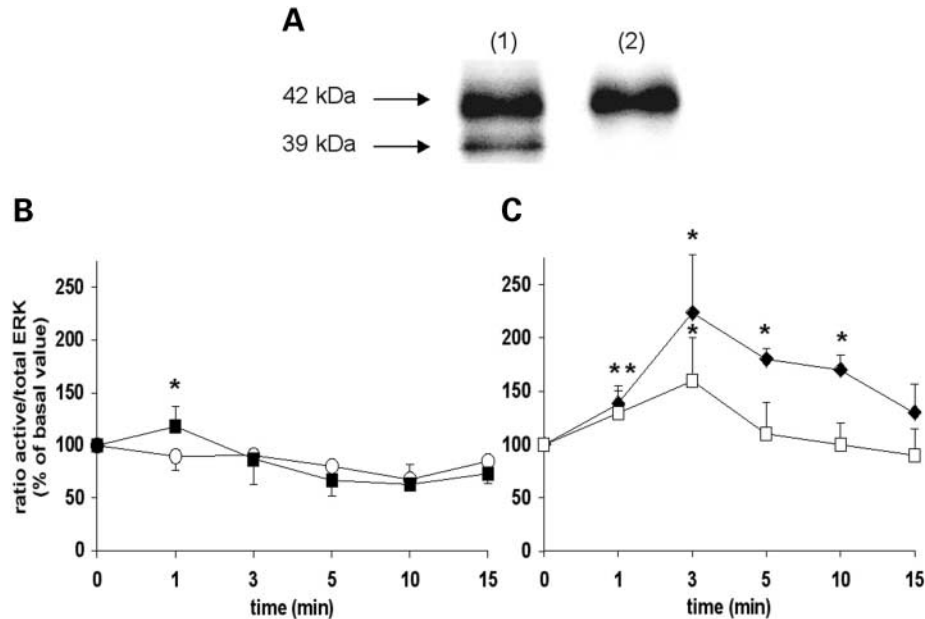 A
(1) (2)
42 kDa
39 kDa
B
ratio active/total ERK
(% of basal value)
250
200
150
100
50
0
*
0 1 3 5 10 15
time (min)
C
250
200
150
100
50
0
*
*
* *
*
*
0 1 3 5 10 15
time (min)